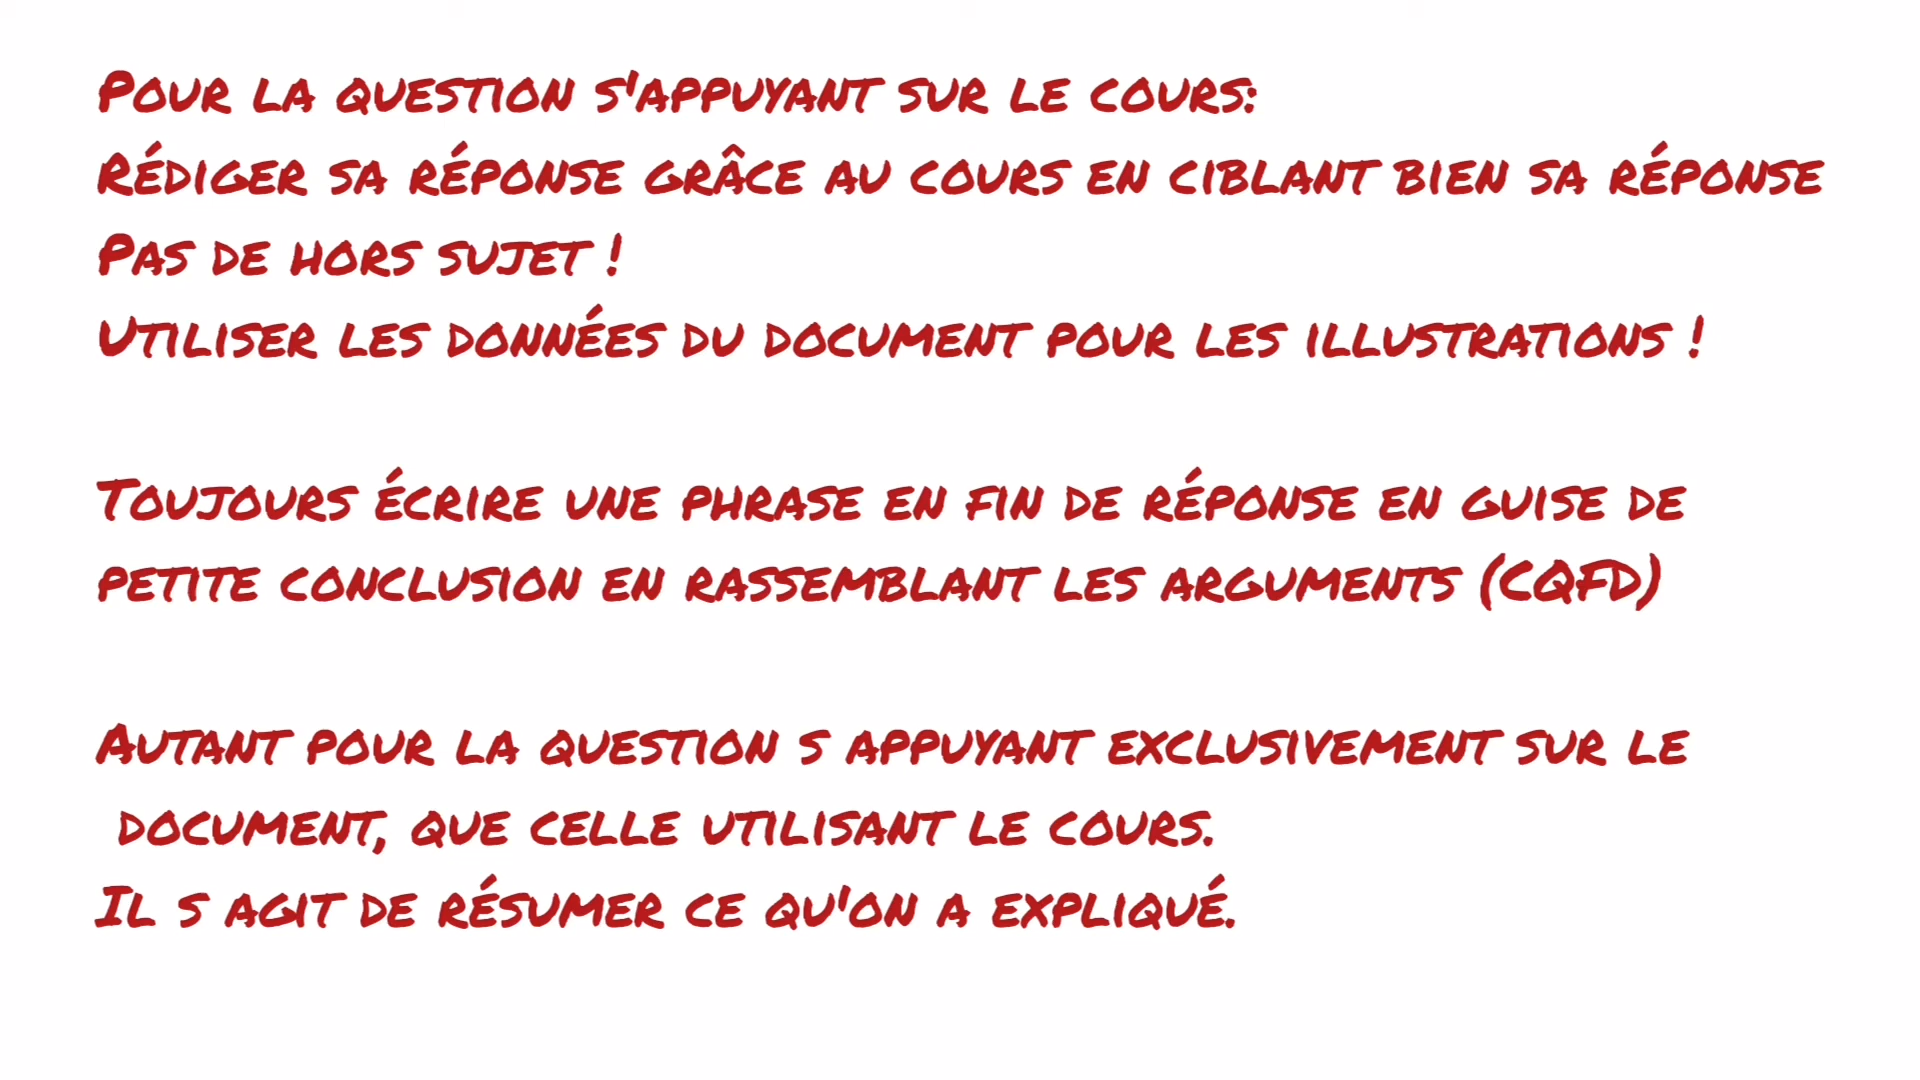 Pour la question s'appuyant sur le cours:
Rédiger sa réponse grâce au cours en ciblant bien sa réponse
Pas de hors sujet !
Utiliser les données du document pour les illustrations !
Toujours écrire une phrase en fin de réponse en guise de
petite conclusion en rassemblant les arguments (CQFD)
Autant pour la question s appuyant exclusivement sur le
document, que celle utilisant le cours.
Il s agit de résumer ce qu'on a expliqué.